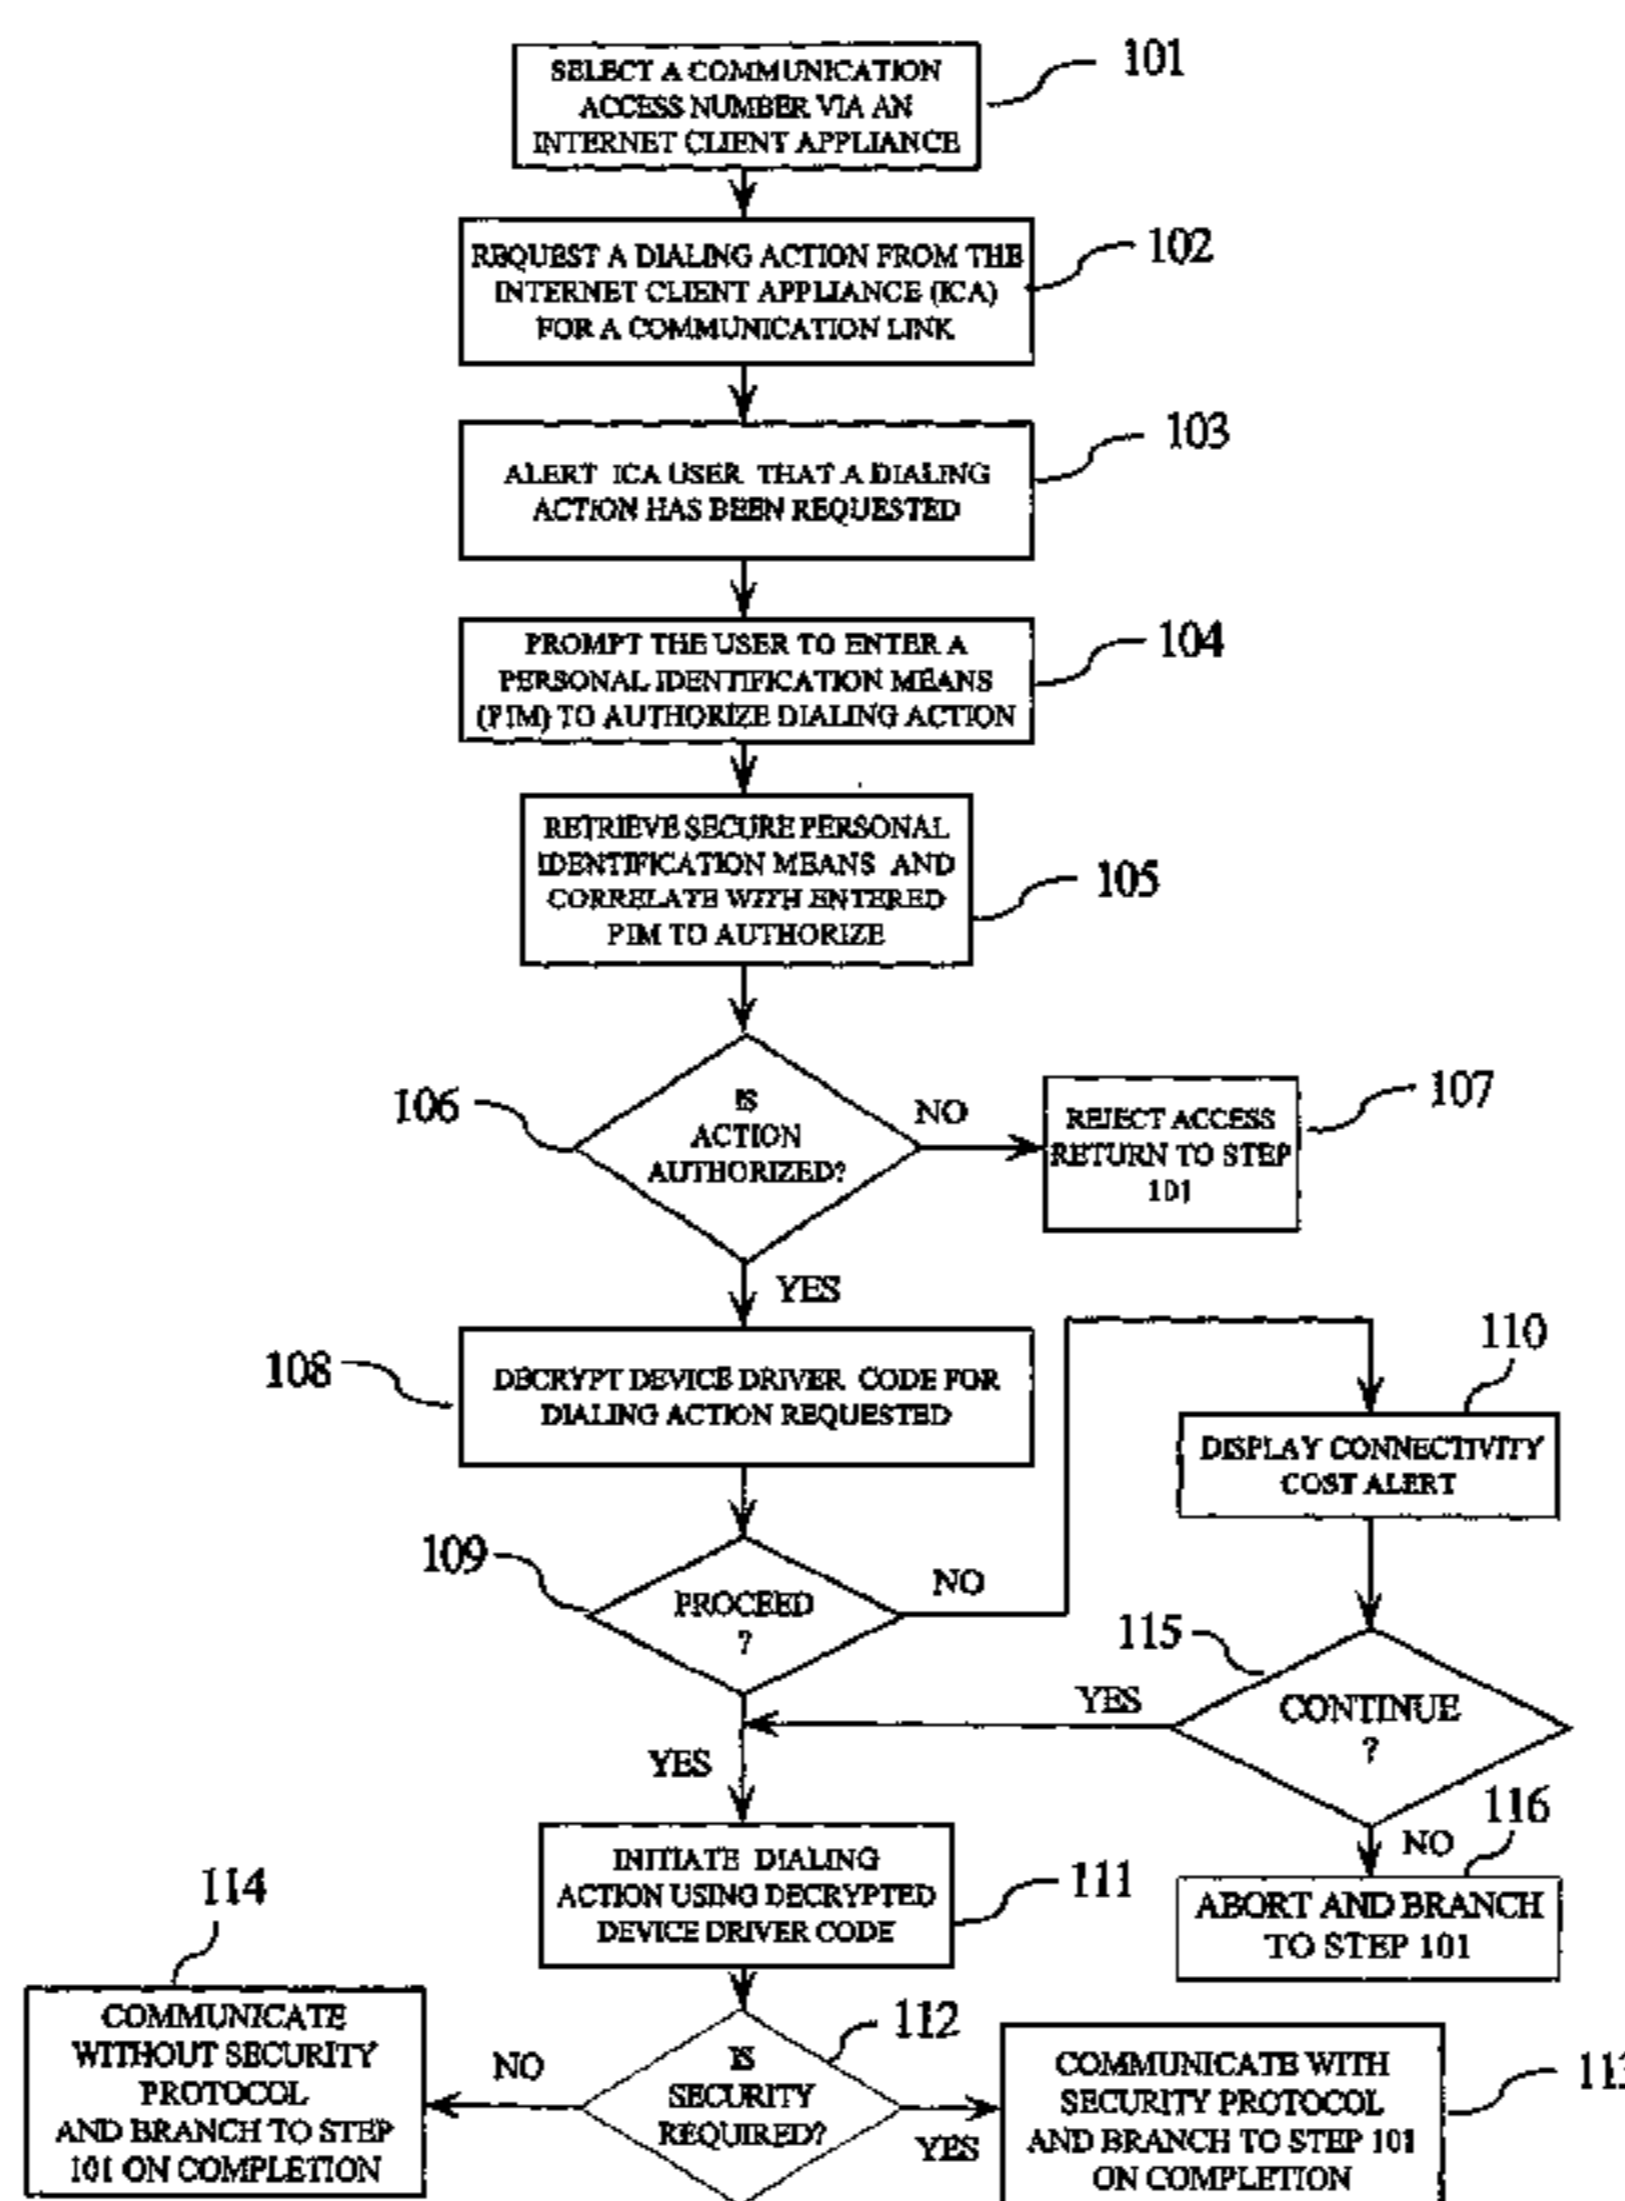 SELECT A COMMUNICATION
ACCESS NUMBER VIA AN
INTERNET CLIENT APPLIANCE
101
REQUEST A DIALING ACTION FROM THE
INTERNET CLIENT APPLIANCE (ICA)
FOR A COMMUNICATION LINK
102
ALERT ICA USER THAT A DIALING
ACTION HAS BEEN REQUESTED
103
PROMPT THE USER TO ENTER A
PERSONAL IDENTIFICATION MEANS
(PIM) TO AUTHORIZE DIALING ACTION
104
RETRIEVE SECURE PERSONAL
IDENTIFICATION MEANS AND
CORRELATE WITH ENTERED
PIM TO AUTHORIZE
105
106
IS
ACTION
AUTHORIZED?
NO
REJECT ACCESS
RETURN TO STEP
101
107
YES
108
DECRYPT DEVICE DRIVER CODE FOR
DIALING ACTION REQUESTED
110
DISPLAY CONNECTIVITY
COST ALERT
109
PROCEED
?
NO
115
CONTINUE
?
YES
YES
NO
116
ABORT AND BRANCH
TO STEP 101
INITIATE DIALING
ACTION USING DECRYPTED
DEVICE DRIVER CODE
111
114
COMMUNICATE
WITHOUT SECURITY
PROTOCOL
AND BRANCH TO STEP
101 ON COMPLETION
NO
IS
SECURITY
REQUIRED?
112
YES
COMMUNICATE WITH
SECURITY PROTOCOL
AND BRANCH TO STEP 101
ON COMPLETION
113